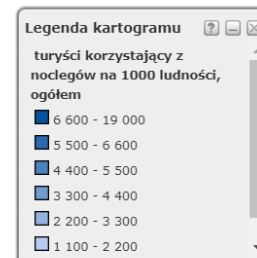 Legenda kartogramu
turyści korzystający z
noclegów na 1000 ludności,
ogółem
6 600 - 19 000
5 500 - 6 600
4 400 - 5 500
3 300 - 4 400
2 200 - 3 300
1 100 - 2 200